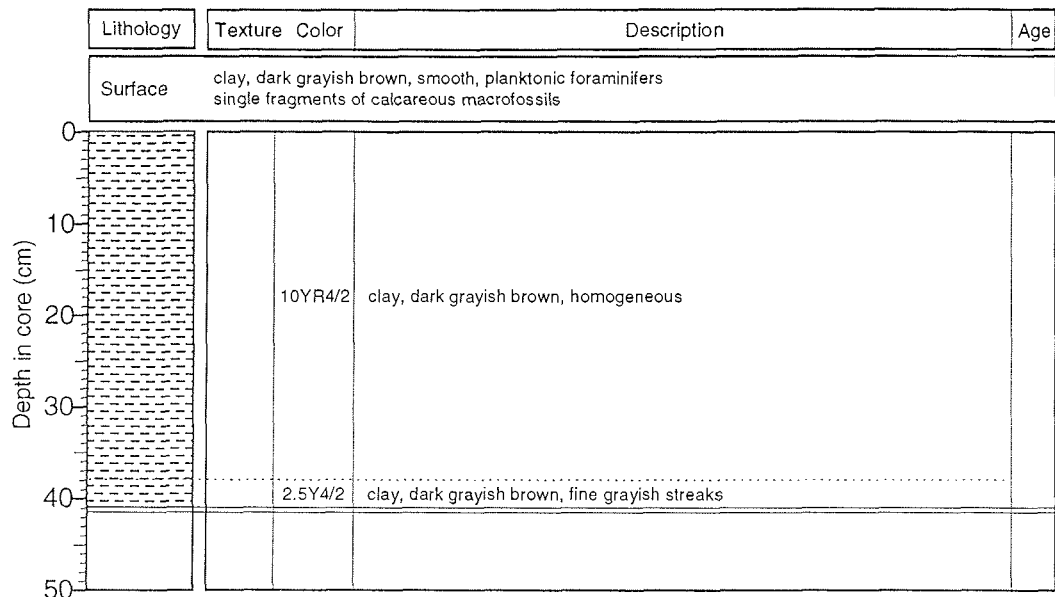 Lithology Texture Color Description Age
Surface clay, dark grayish brown, smooth, planktonic foraminifers
single fragments of calcareous macrofossils
0
10
10YR4/2 clay, dark grayish brown, homogeneous
20
Depth in core (cm)
30
40 2.5Y4/2 clay, dark grayish brown, fine grayish streaks
50